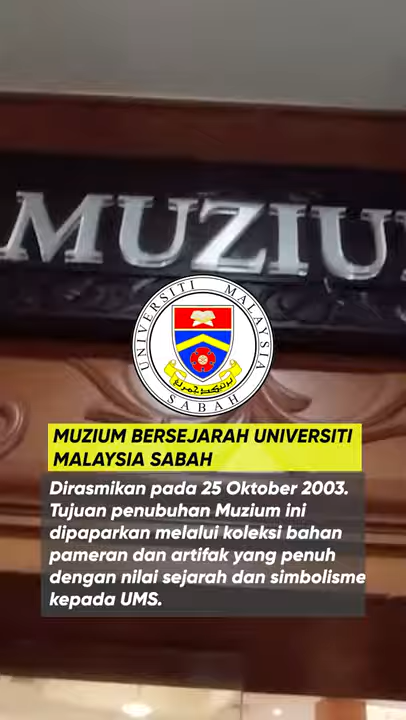 MUZIU
UNIVERSITI MALAYSIA
SABAH
MUZIUM BERSEJARAH UNIVERSITI
MALAYSIA SABAH
Dirasmikan pada 25 Oktober 2003.
Tujuan penubuhan Muzium ini
dipaparkan melalui koleksi bahan
pameran dan artifak yang penuh
dengan nilai sejarah dan simbolisme
kepada UMS.